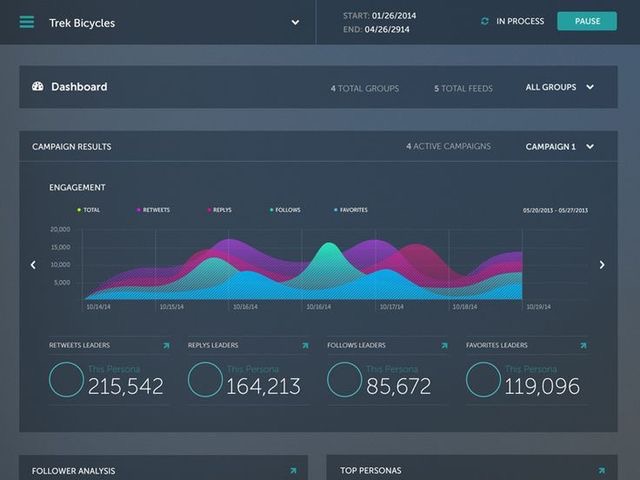 Trek Bicycles
START: 01/26/2014
END: 04/26/2914
IN PROCESS
PAUSE
Dashboard
4 TOTAL GROUPS
5 TOTAL FEEDS
ALL GROUPS
CAMPAIGN RESULTS
4 ACTIVE CAMPAIGNS
CAMPAIGN 1
ENGAGEMENT
TOTAL
RETWEETS
REPLYS
FOLLOWS
FAVORITES
05/20/2013 - 05/27/2013
20,000
15,000
10,000
5,000
10/14/14
10/15/14
10/16/14
10/16/14
10/17/14
10/18/14
10/19/14
RETWEETS LEADERS
REPLYS LEADERS
FOLLOWS LEADERS
FAVORITES LEADERS
This Persona
215,542
This Persona
164,213
This Persona
85,672
This Persona
119,096
FOLLOWER ANALYSIS
TOP PERSONAS